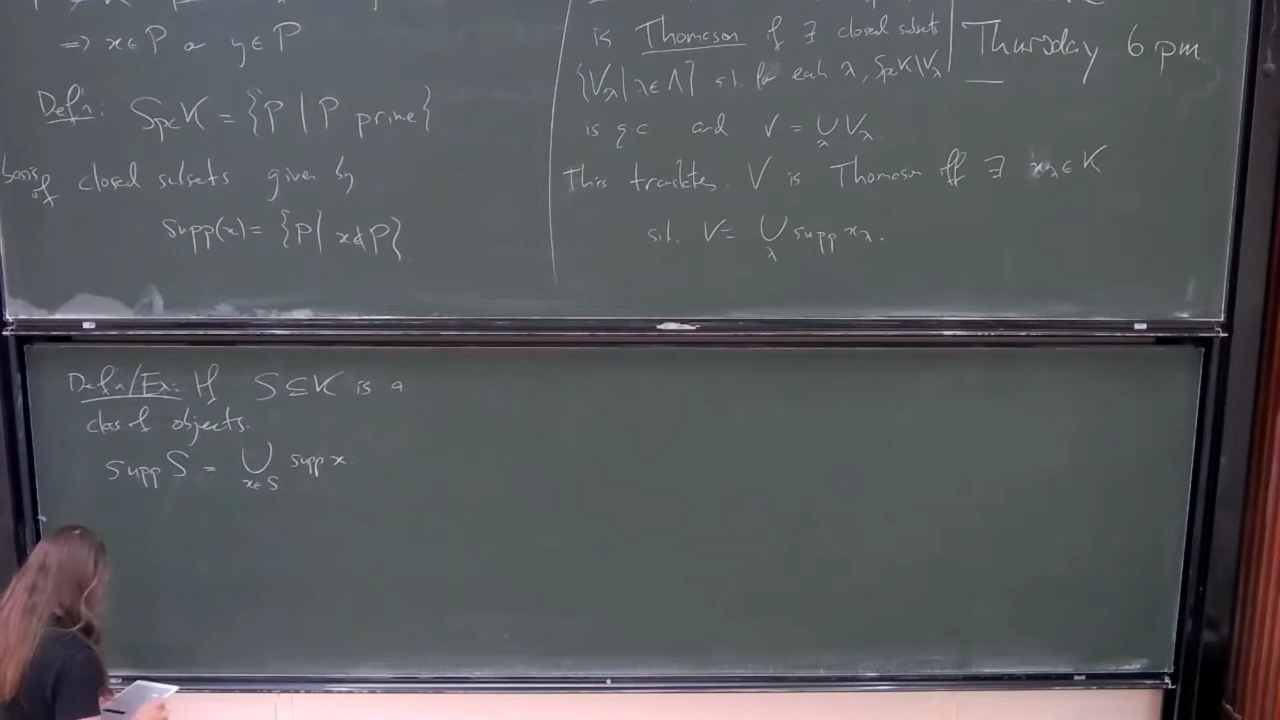 ⇒ x∈P or y∈P
Defn: Spc K = {P | P prime}
basis of closed subsets given by
supp(x) = {P | x∉P}
is Thomason if ∃ closed subsets
{V_λ | λ∈Λ} s.t. for each λ, Spc K \ V_λ
is qc and V = ∪_λ V_λ
This translates. V is Thomason iff ∃ x_λ ∈ K
s.t. V = ∪_λ supp x_λ.
Thursday 6 pm
Defn/Ex: If S ⊆ K is a
class of objects.
supp S = ∪_{x∈S} supp x.